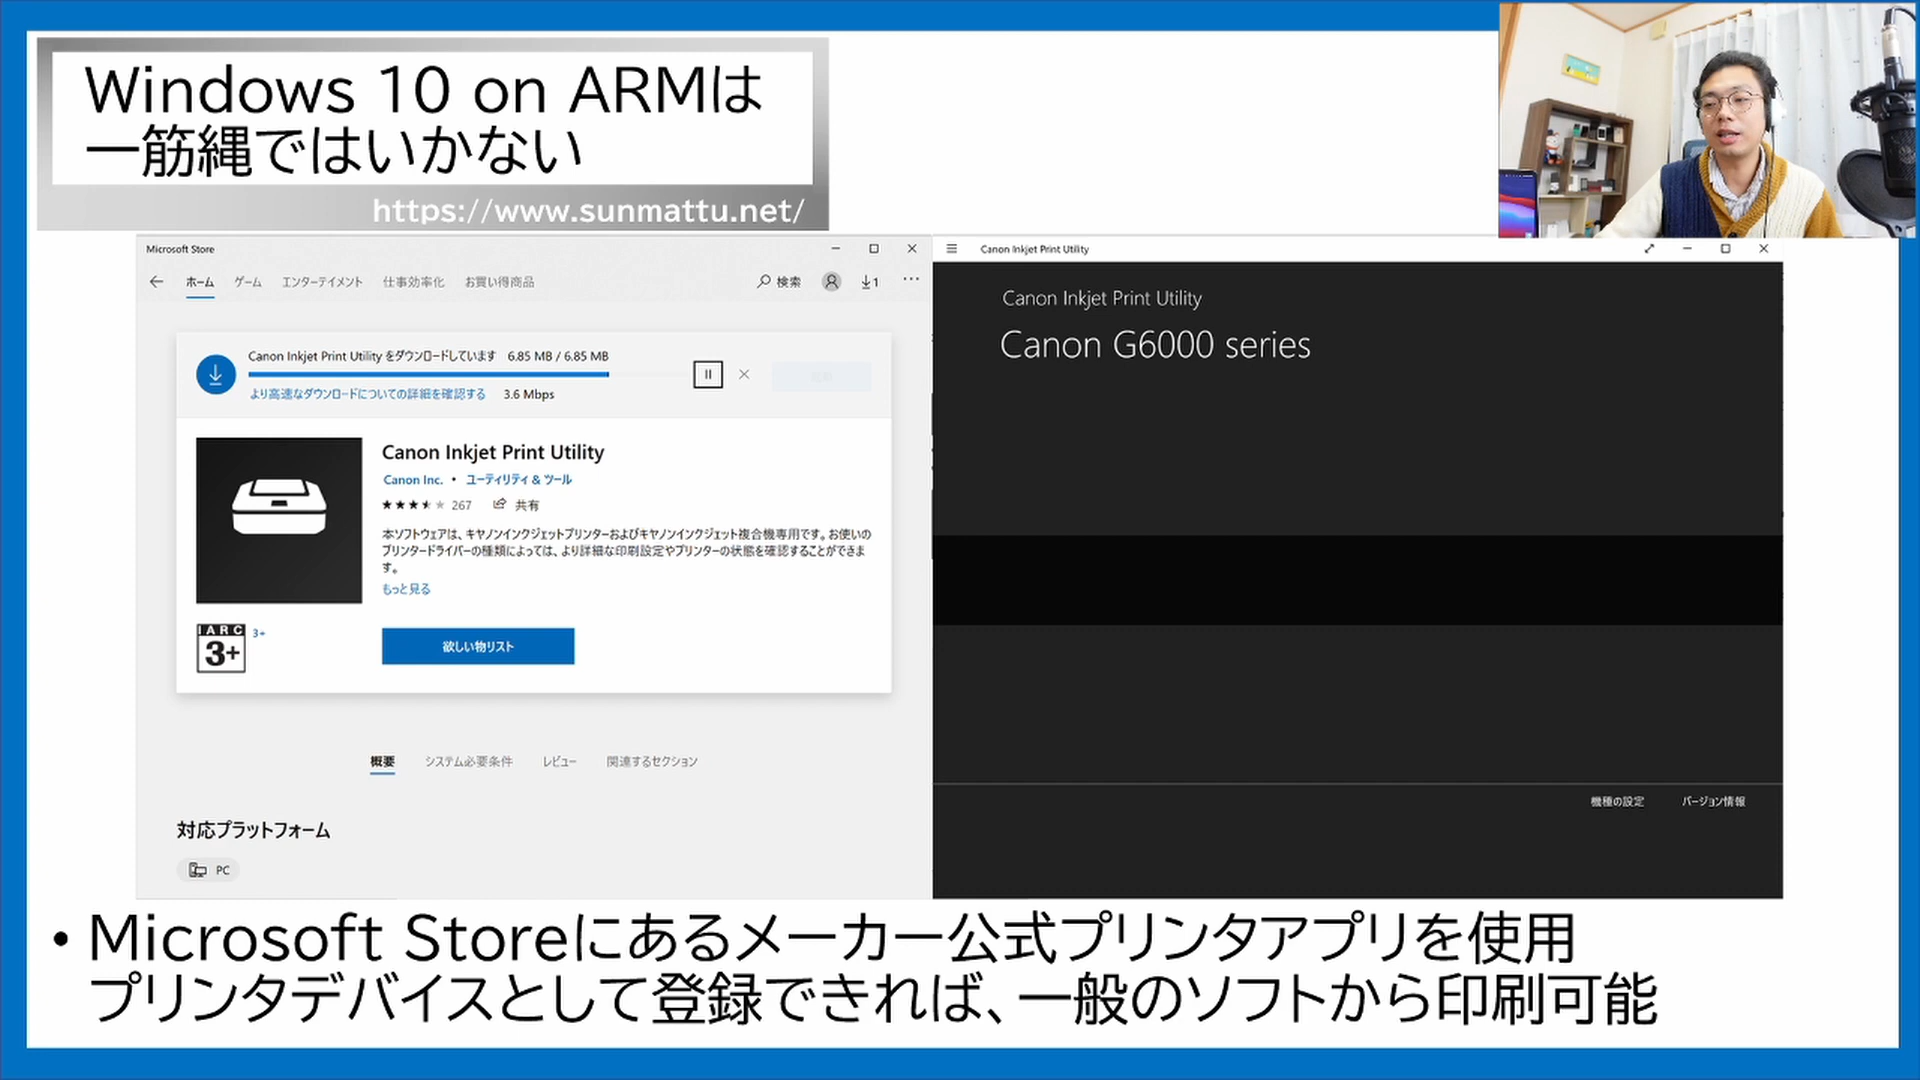 Windows 10 on ARMは
一筋縄ではいかない
https://www.sunmattu.net/
Microsoft Store
ホーム ゲーム エンターテイメント 仕事効率化 お買い得商品 検索 1
Canon Inkjet Print Utility をダウンロードしています 6.85 MB / 6.85 MB
より高速なダウンロードについての詳細を確認する 3.6 Mbps
Canon Inkjet Print Utility
Canon Inc. • ユーティリティ & ツール
267 共有
本ソフトウェアは、キヤノンインクジェットプリンターおよびキヤノンインクジェット複合機専用です。お使いの
プリンタードライバーの種類によっては、より詳細な印刷設定やプリンターの状態を確認することができま
す。
もっと見る
IARC
3+
3+
欲しい物リスト
概要 システム必要条件 レビュー 関連するセクション
対応プラットフォーム
PC
Canon Inkjet Print Utility
Canon Inkjet Print Utility
Canon G6000 series
機種の設定 バージョン情報
• Microsoft Storeにあるメーカー公式プリンタアプリを使用
プリンタデバイスとして登録できれば、一般のソフトから印刷可能